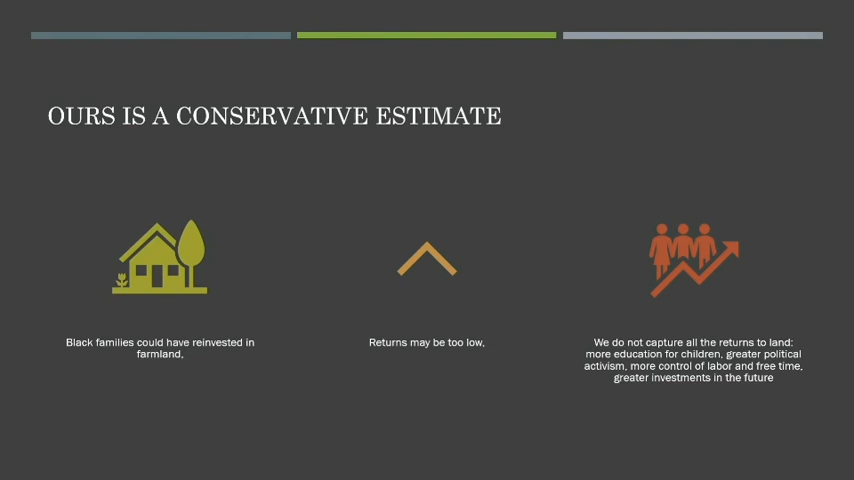 OURS IS A CONSERVATIVE ESTIMATE
Black families could have reinvested in
farmland,
Returns may be too low,
We do not capture all the returns to land:
more education for children, greater political
activism, more control of labor and free time,
greater investments in the future